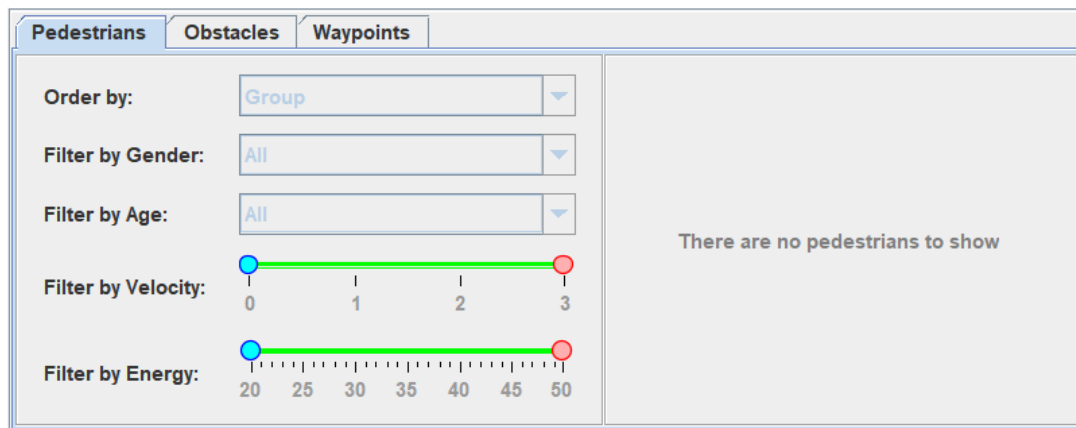 Pedestrians Obstacles Waypoints
Order by: Group
Filter by Gender: All
Filter by Age: All
There are no pedestrians to show
Filter by Velocity:
0 1 2 3
Filter by Energy:
20 25 30 35 40 45 50